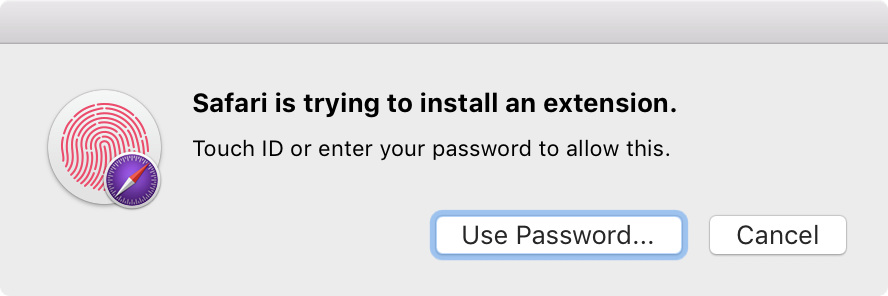 Safari is trying to install an extension.
Touch ID or enter your password to allow this.
Use Password...
Cancel